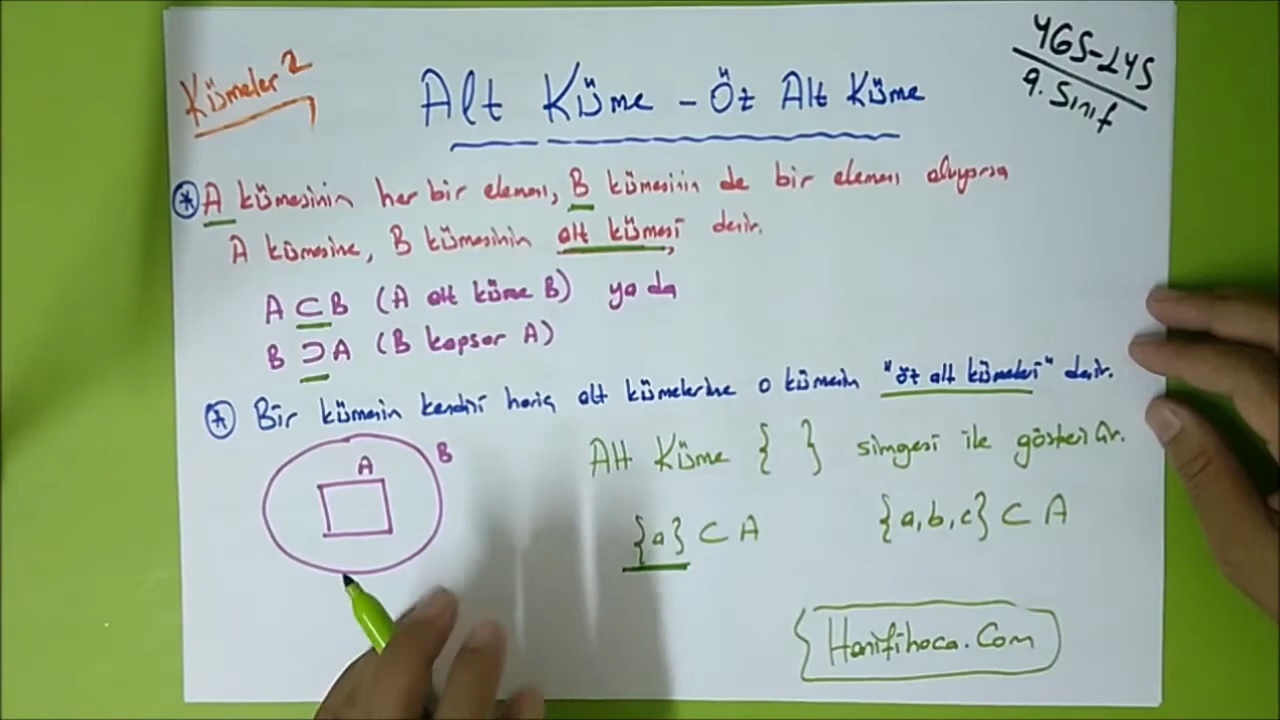 Kümeler 2
Alt Küme - Öz Alt Küme
YGS-LYS
9. Sınıf
* A kümesinin her bir elemanı, B kümesinin de bir elemanı oluyorsa
A kümesine, B kümesinin alt kümesi denir.
A ⊂ B (A alt küme B) ya da
B ⊃ A (B kapsar A)
* Bir kümenin kendisi hariç alt kümelerine o kümenin "öz alt kümeleri" denir.
A
B
Alt Küme { } simgesi ile gösterilir.
{a} ⊂ A
{a,b,c} ⊂ A
Hanifihoca.Com